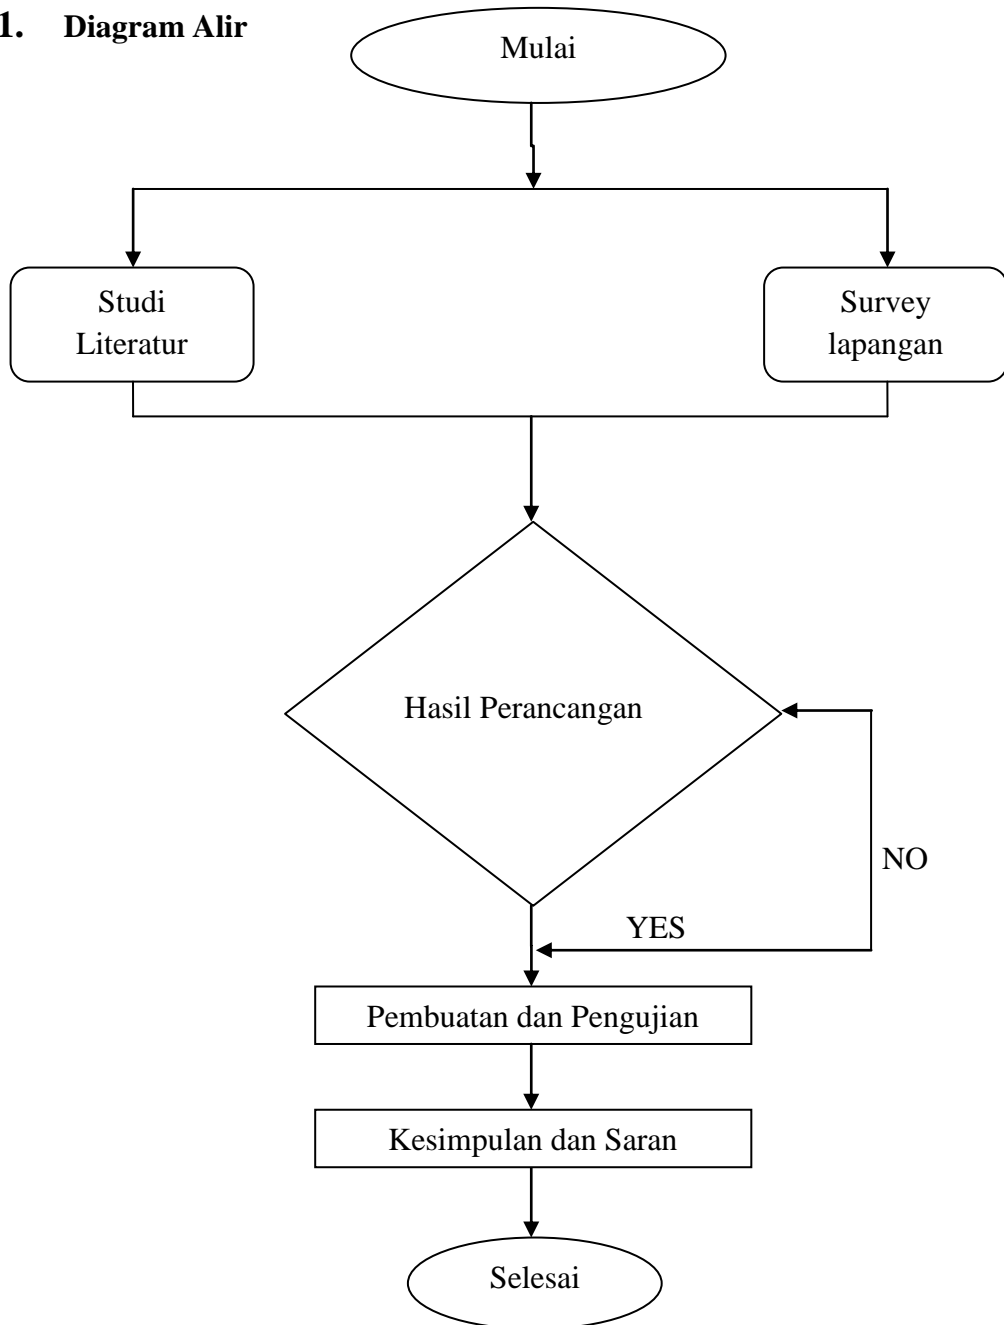 1. Diagram Alir
Mulai
Studi
Literatur
Survey
lapangan
Hasil Perancangan
NO
YES
Pembuatan dan Pengujian
Kesimpulan dan Saran
Selesai